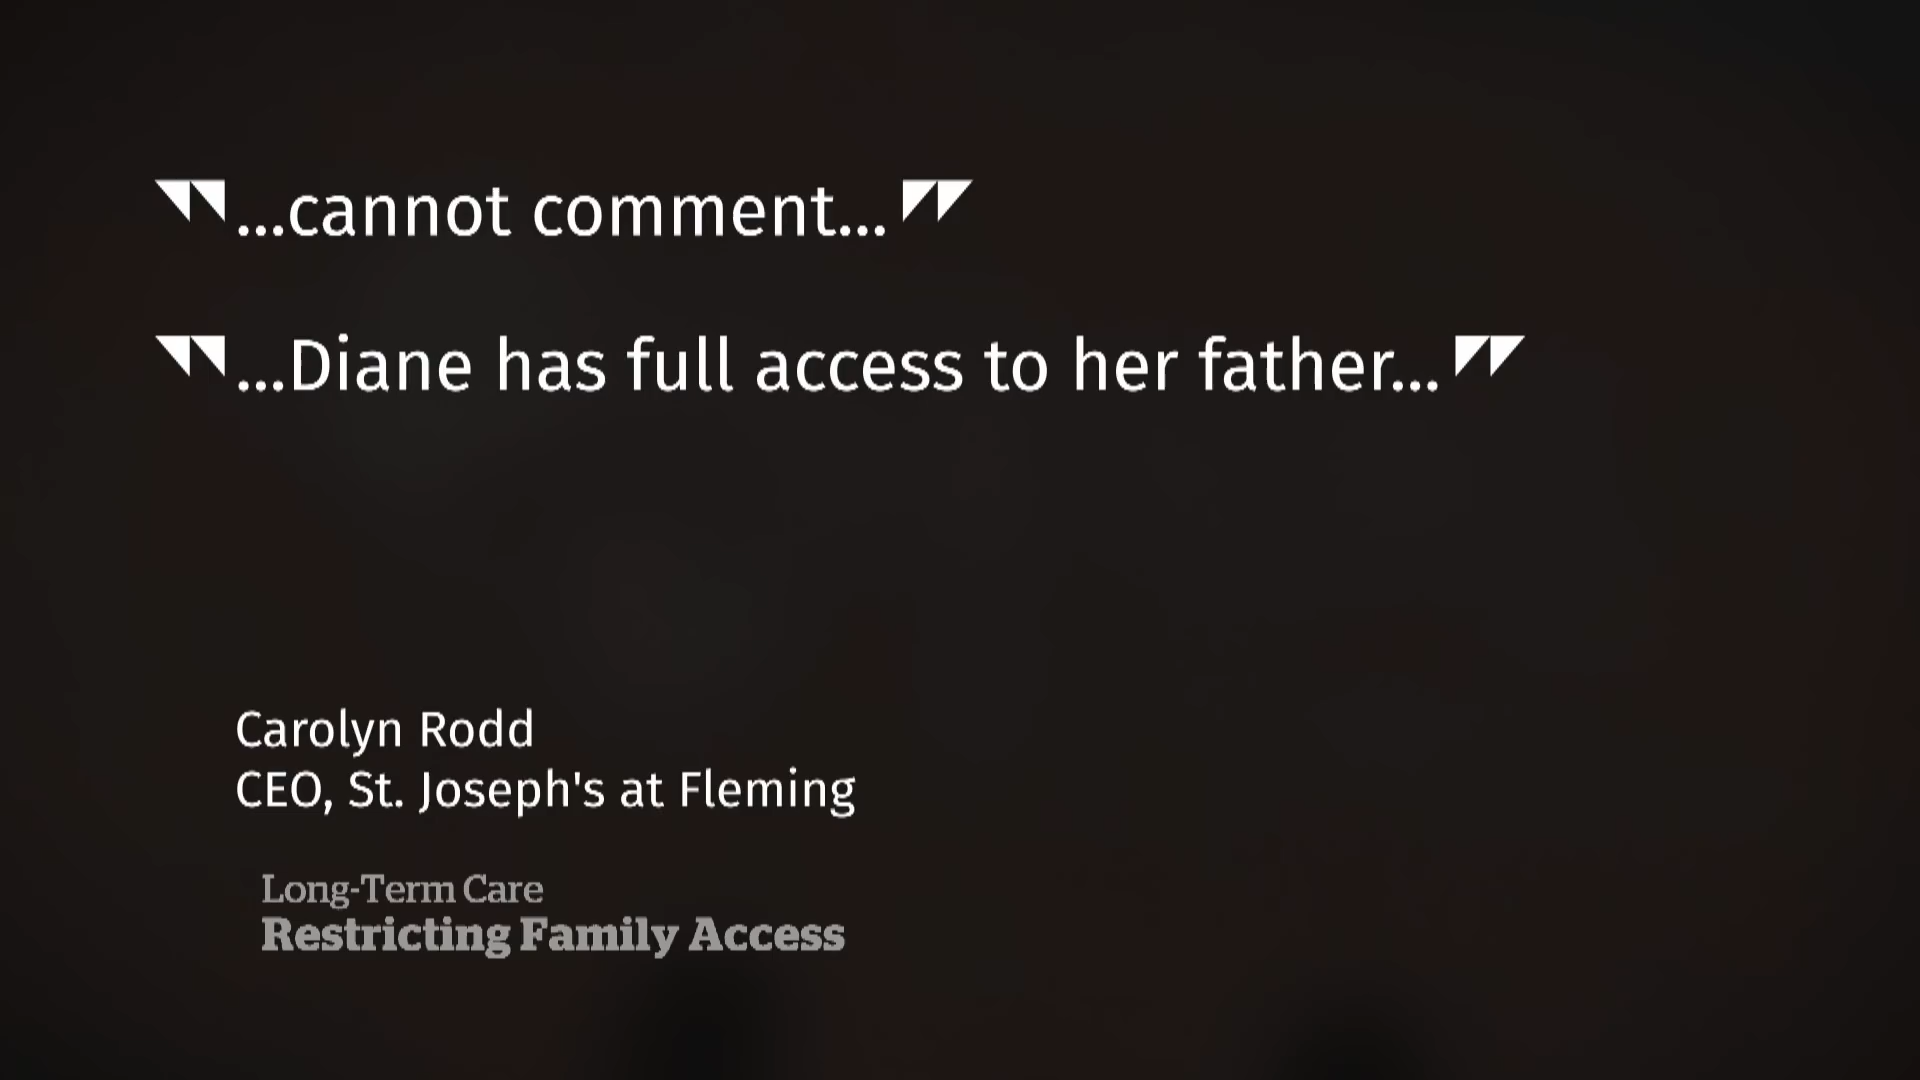 "...cannot comment..."
"...Diane has full access to her father..."
Carolyn Rodd
CEO, St. Joseph's at Fleming
Long-Term Care
Restricting Family Access